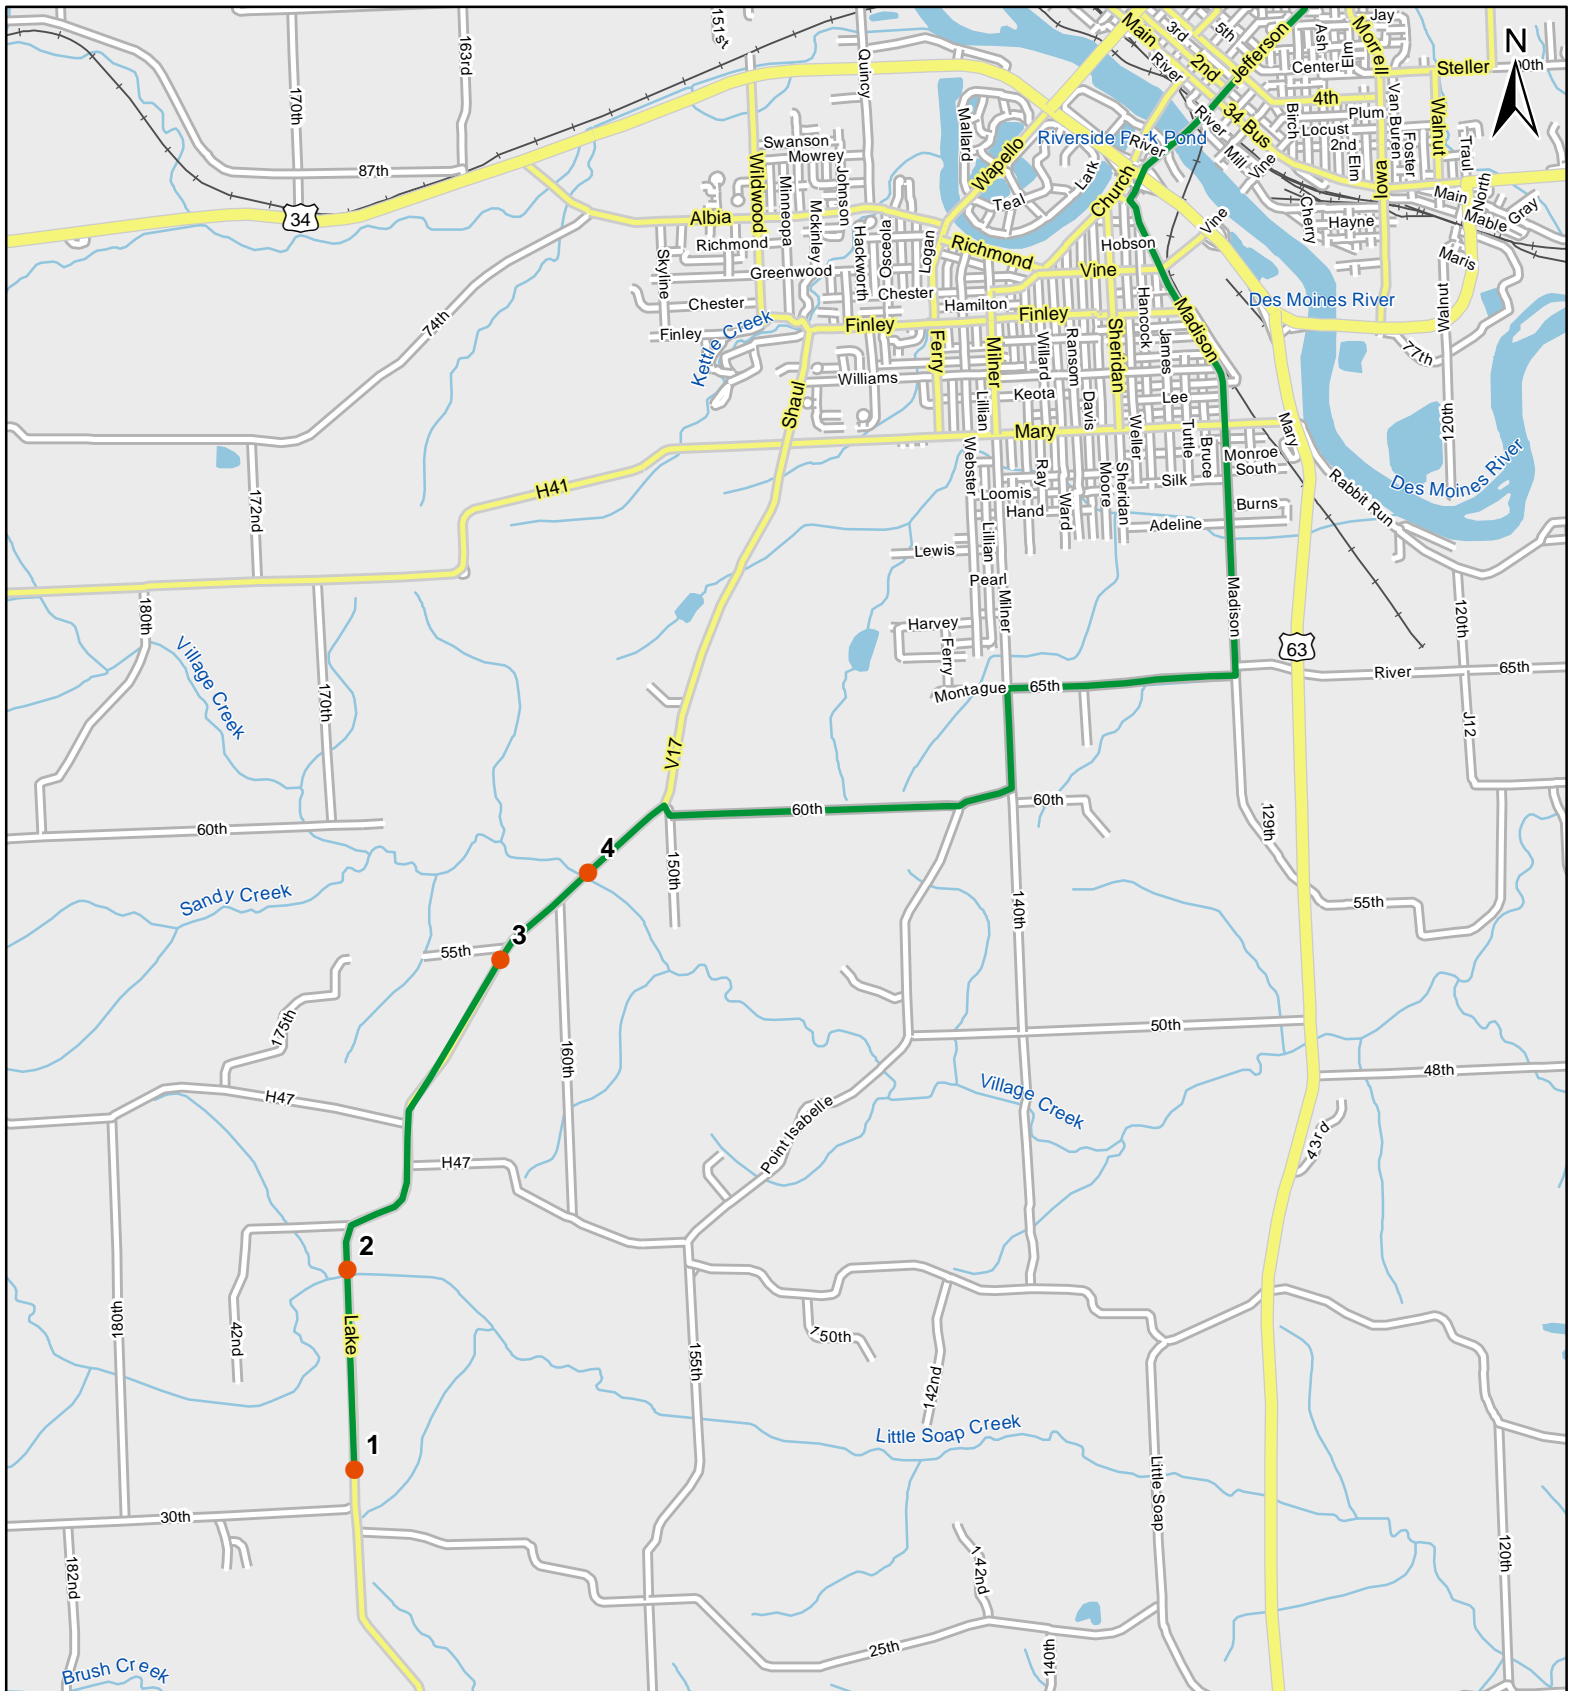 Jay
Main
3rd
5th
Jefferson
Ash
Elm
Morrell
N
151st
163rd
Quincy
River
2nd
Center
Steller
170th
4th
Van Buren
Walnut
34 Bus
River
Birch
Plum
Locust
2nd
Elm
Foster
Traul
Mallard
Riverside Park Pond
River
Swanson
Mowrey
Wapello
Mill
Vine
Iowa
87th
Wildwood
Minneopa
Johnson
Lark
Church
Main
North
34
Albia
Mckinley
Teal
Vine
Cherry
Hayne
Mable
Gray
Richmond
Hackworth
Osceola
Logan
Richmond
Hobson
Skyline
Greenwood
Vine
Maris
Chester
Chester
Hamilton
Hancock
Madison
Des Moines River
Walnut
74th
Kettle Creek
Finley
Finley
Finley
Ferry
Milner
Willard
Ransom
Sheridan
James
77th
Williams
Shaul
Lillian
Keota
Davis
Lee
Mary
Weller
Tuttle
Bruce
Mary
120th
Webster
Monroe
South
Des Moines River
172nd
H41
Ray
Moore
Sheridan
Silk
Rabbit Run
Loomis
Hand
Ward
Burns
Adeline
Lillian
Lewis
Pearl
Milner
Madison
180th
120th
Village Creek
Harvey
Ferry
63
River
65th
170th
Montague
65th
J12
V17
60th
60th
60th
129th
4
150th
Sandy Creek
140th
55th
3
55th
175th
160th
50th
H47
48th
Village Creek
Point Isabelle
43rd
H47
2
180th
42nd
Lake
150th
155th
142nd
Little Soap Creek
1
Little Soap
30th
182nd
142nd
120th
25th
140th
Brush Creek